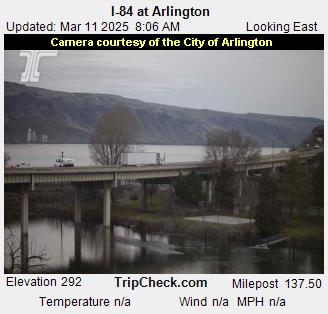 I-84 at Arlington
Updated: Mar 11 2025 8:06 AM Looking East
Camera courtesy of the City of Arlington
Elevation 292 TripCheck.com Milepost 137.50
Temperature n/a Wind n/a MPH n/a